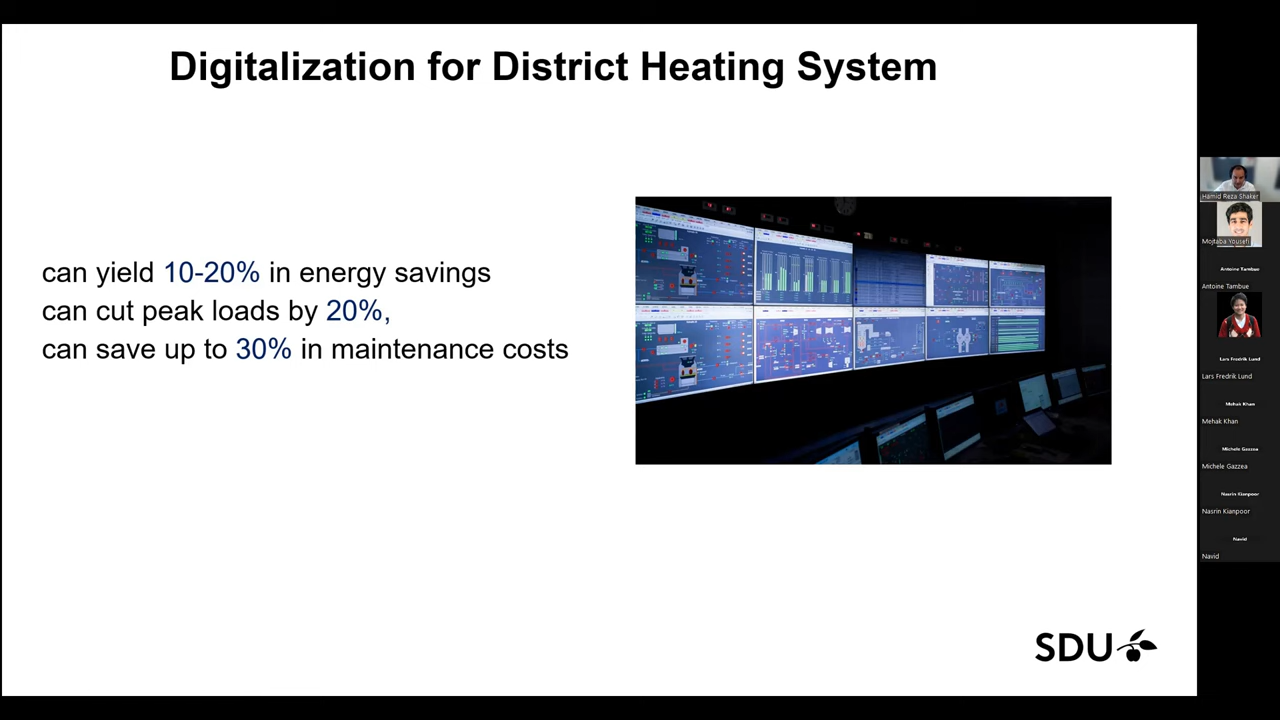 Digitalization for District Heating System
can yield 10-20% in energy savings
can cut peak loads by 20%,
can save up to 30% in maintenance costs
SDU
Hamid Reza Shaker
Mojtaba Yousefi
Antoine Tambue
Antoine Tambue
Lars Fredrik Lund
Lars Fredrik Lund
Mehak Khan
Mehak Khan
Michele Gazzea
Michele Gazzea
Nasrin Kianpoor
Nasrin Kianpoor
Navid
Navid